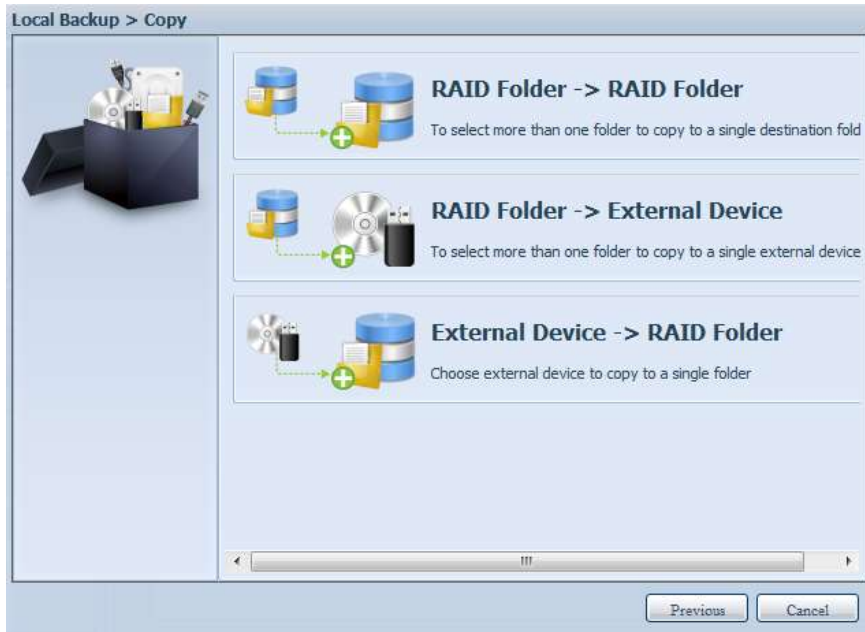 Local Backup > Copy
RAID Folder -> RAID Folder
To select more than one folder to copy to a single destination fold
RAID Folder -> External Device
To select more than one folder to copy to a single external device
External Device -> RAID Folder
Choose external device to copy to a single folder
Previous
Cancel